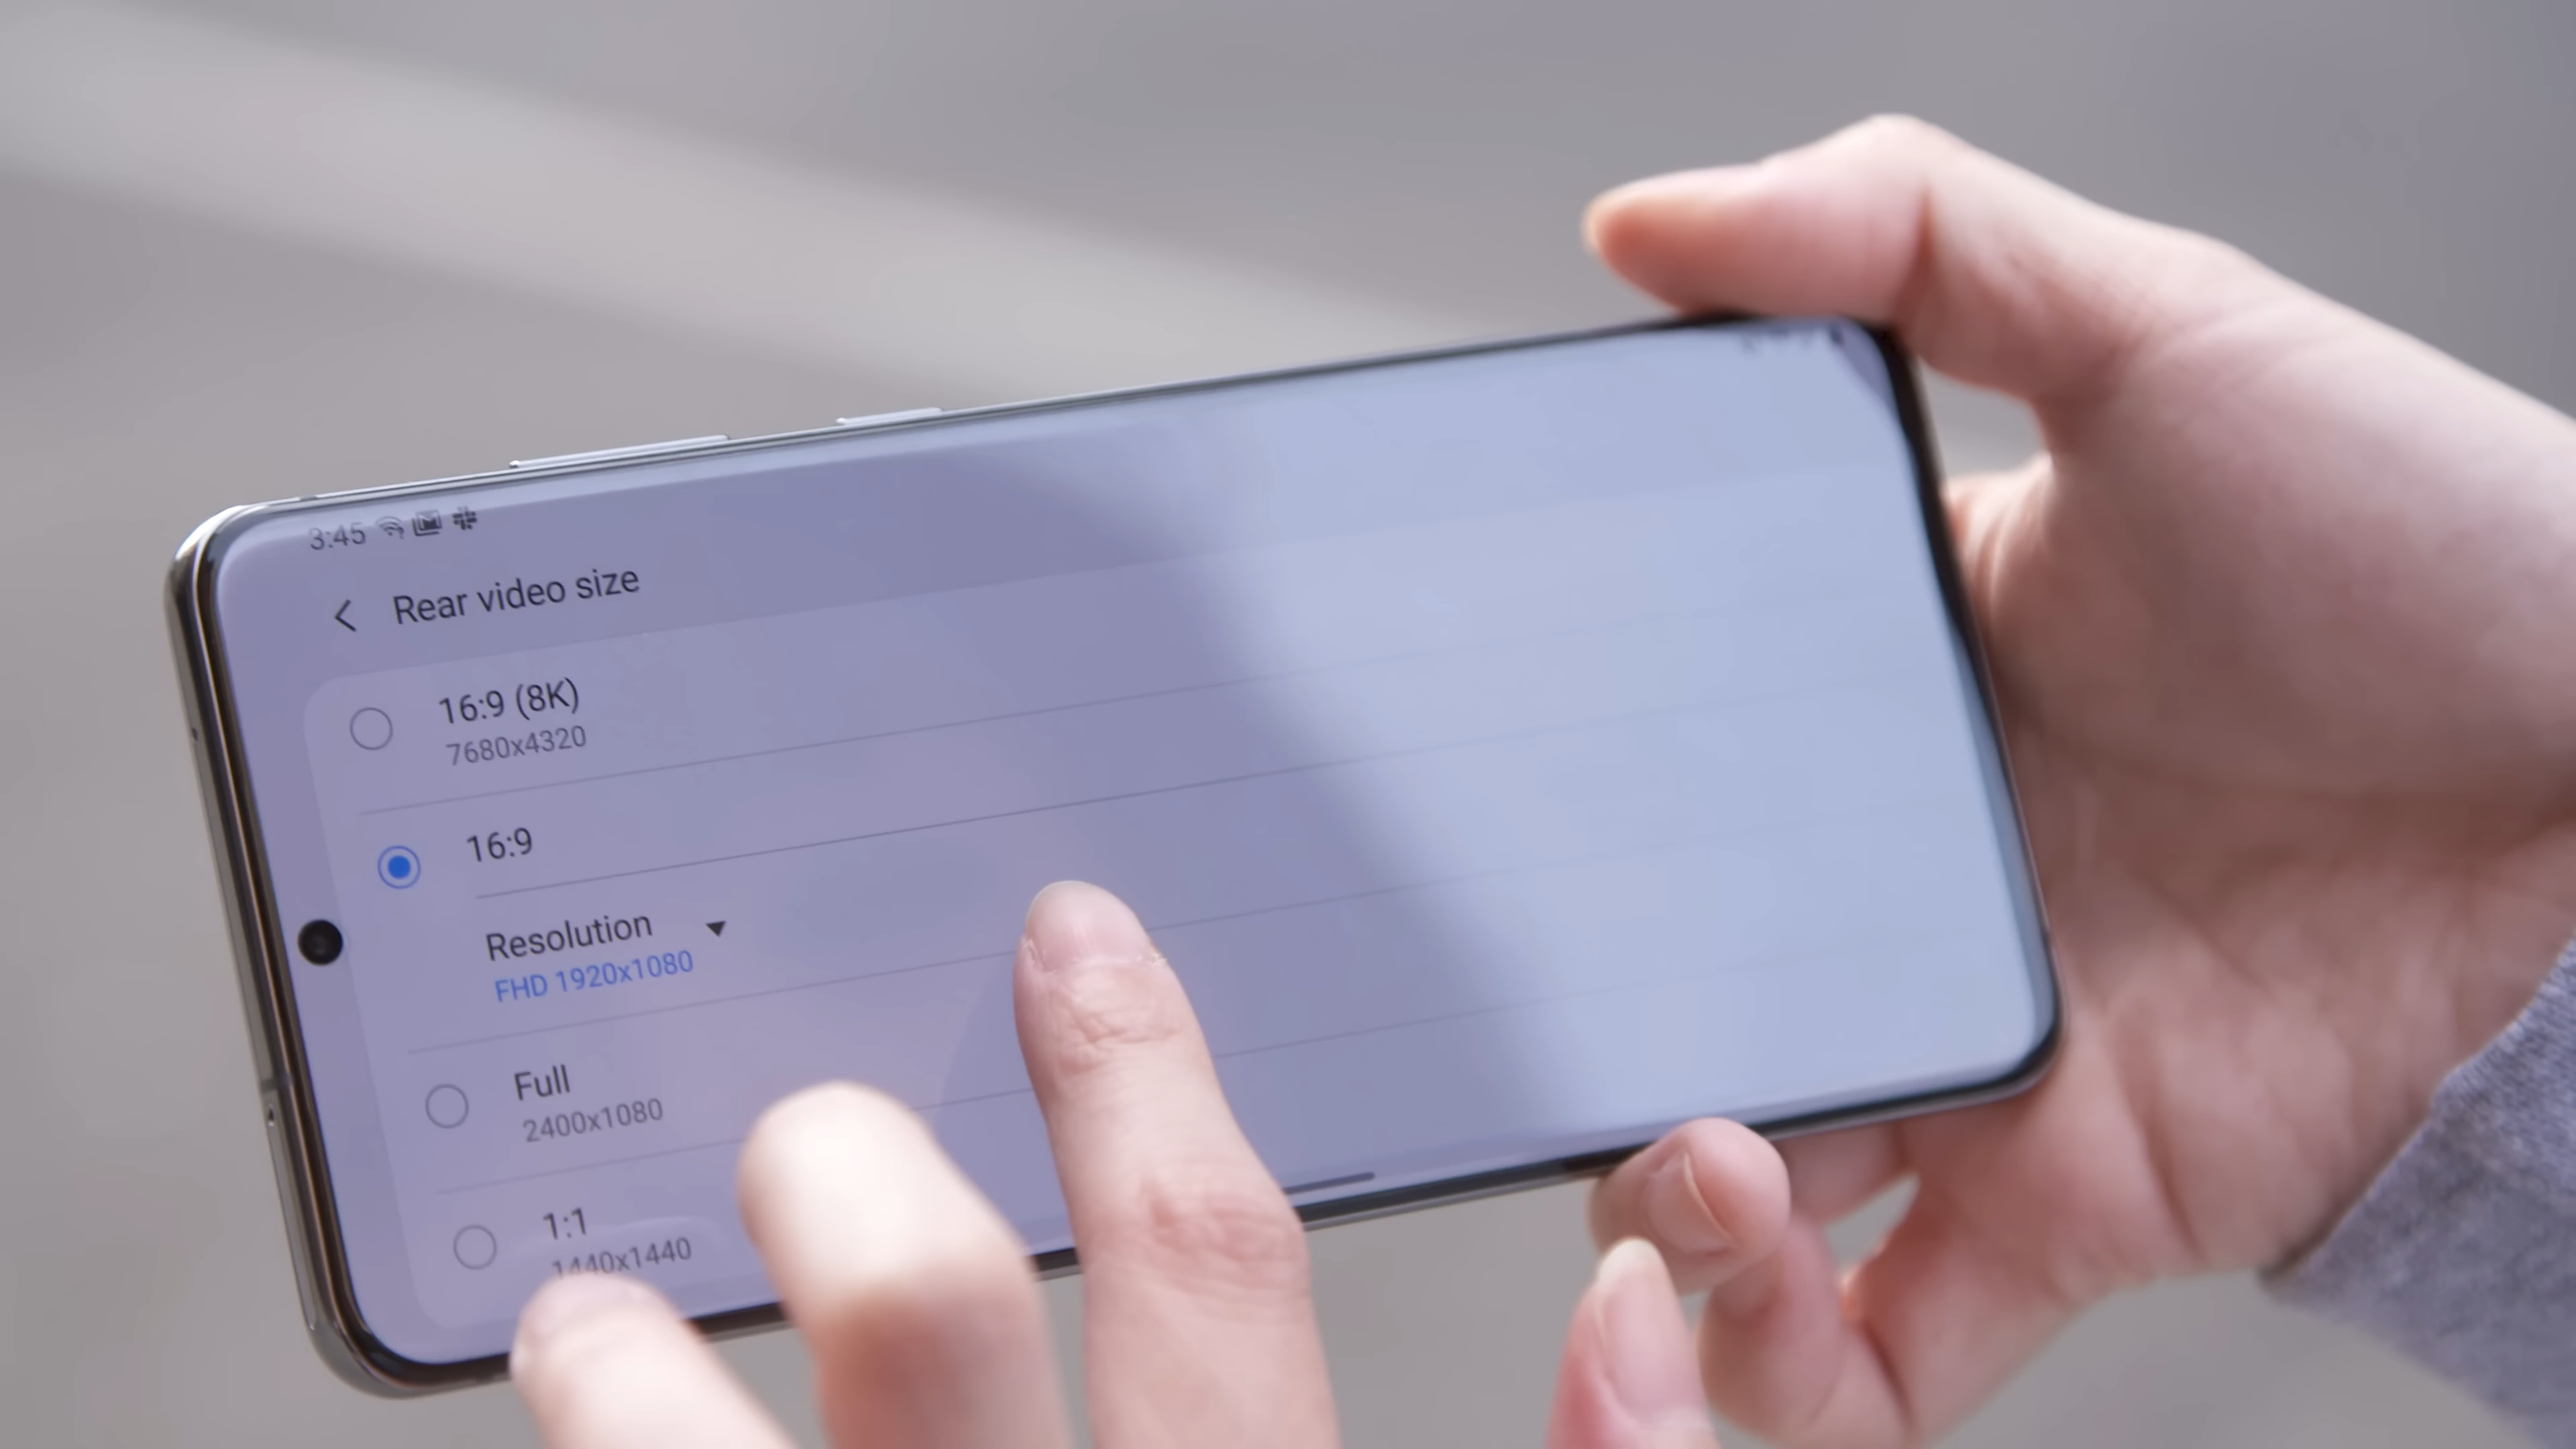 3:45
Rear video size
16:9 (8K)
7680x4320
16:9
Resolution
FHD 1920x1080
Full
2400x1080
1:1
1440x1440